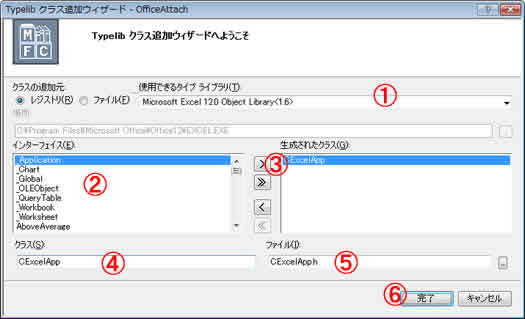 Typelib クラス追加ウィザード - OfficeAttach
M
F C
Typelib クラス追加ウィザードへようこそ
クラスの追加元: 使用できるタイプ ライブラリ(T):
レジストリ(R) ファイル(F) Microsoft Excel 12.0 Object Library<1.6>
①
場所:
C:¥Program Files¥Microsoft Office¥Office12¥EXCEL.EXE
インターフェイス(E): 生成されたクラス(G):
_Application
_Chart
_Global
_OLEObject
_QueryTable
_Workbook
_Worksheet
AboveAverage
②
>
≫
<
≪
③
CExcelApp
クラス(S): ファイル(I):
CExcelApp ④ CExcelApp.h ⑤ ...
⑥ 完了 キャンセル